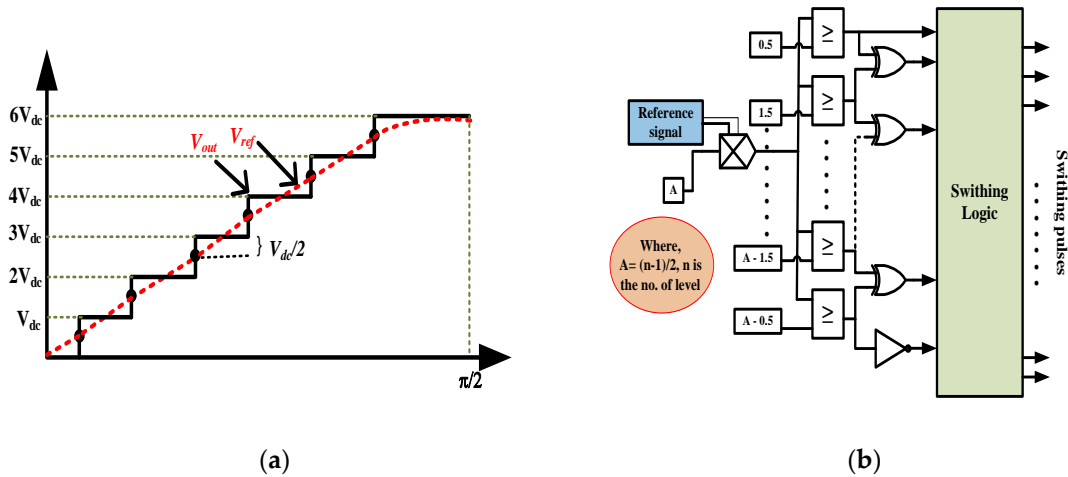 6Vdc
5Vdc
4Vdc
3Vdc
2Vdc
Vdc
Vout
Vref
} Vdc/2
π/2
(a)
0.5
1.5
A - 1.5
A - 0.5
≥
≥
≥
≥
Reference
signal
A
Where,
A= (n-1)/2, n is
the no. of level
Swithing
Logic
Swithing pulses
(b)